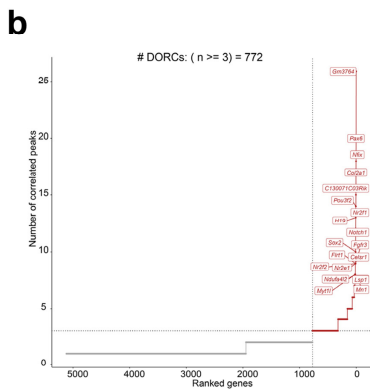 b
# DORCs: ( n >= 3) = 772
Number of correlated peaks
25
20
15
10
5
0
Gm3764
Pax6
Nfix
Col2a1
C130071C03Rik
Pou3f2
Nr2f1
H19
Notch1
Sox2
Fgfr3
Flrt1
Celsr1
Nr2f2
Nr2e1
Ndufa4l2
Lsp1
Myt1l
Mn1
5000
4000
3000
2000
1000
0
Ranked genes